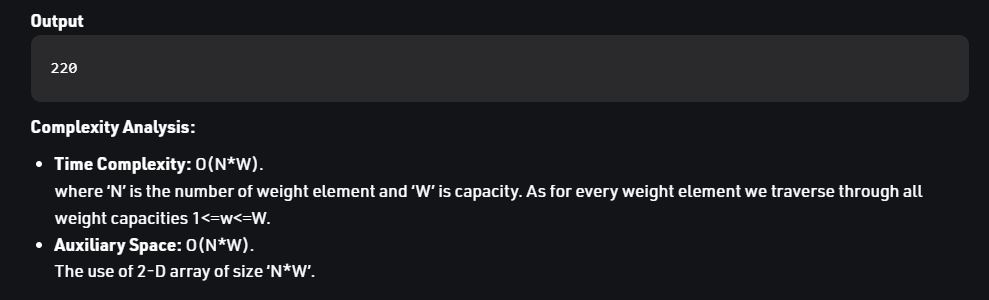 Output
220
Complexity Analysis:
• Time Complexity: O(N*W).
where ‘N’ is the number of weight element and ‘W’ is capacity. As for every weight element we traverse through all
weight capacities 1<=w<=W.
• Auxiliary Space: O(N*W).
The use of 2-D array of size ‘N*W’.